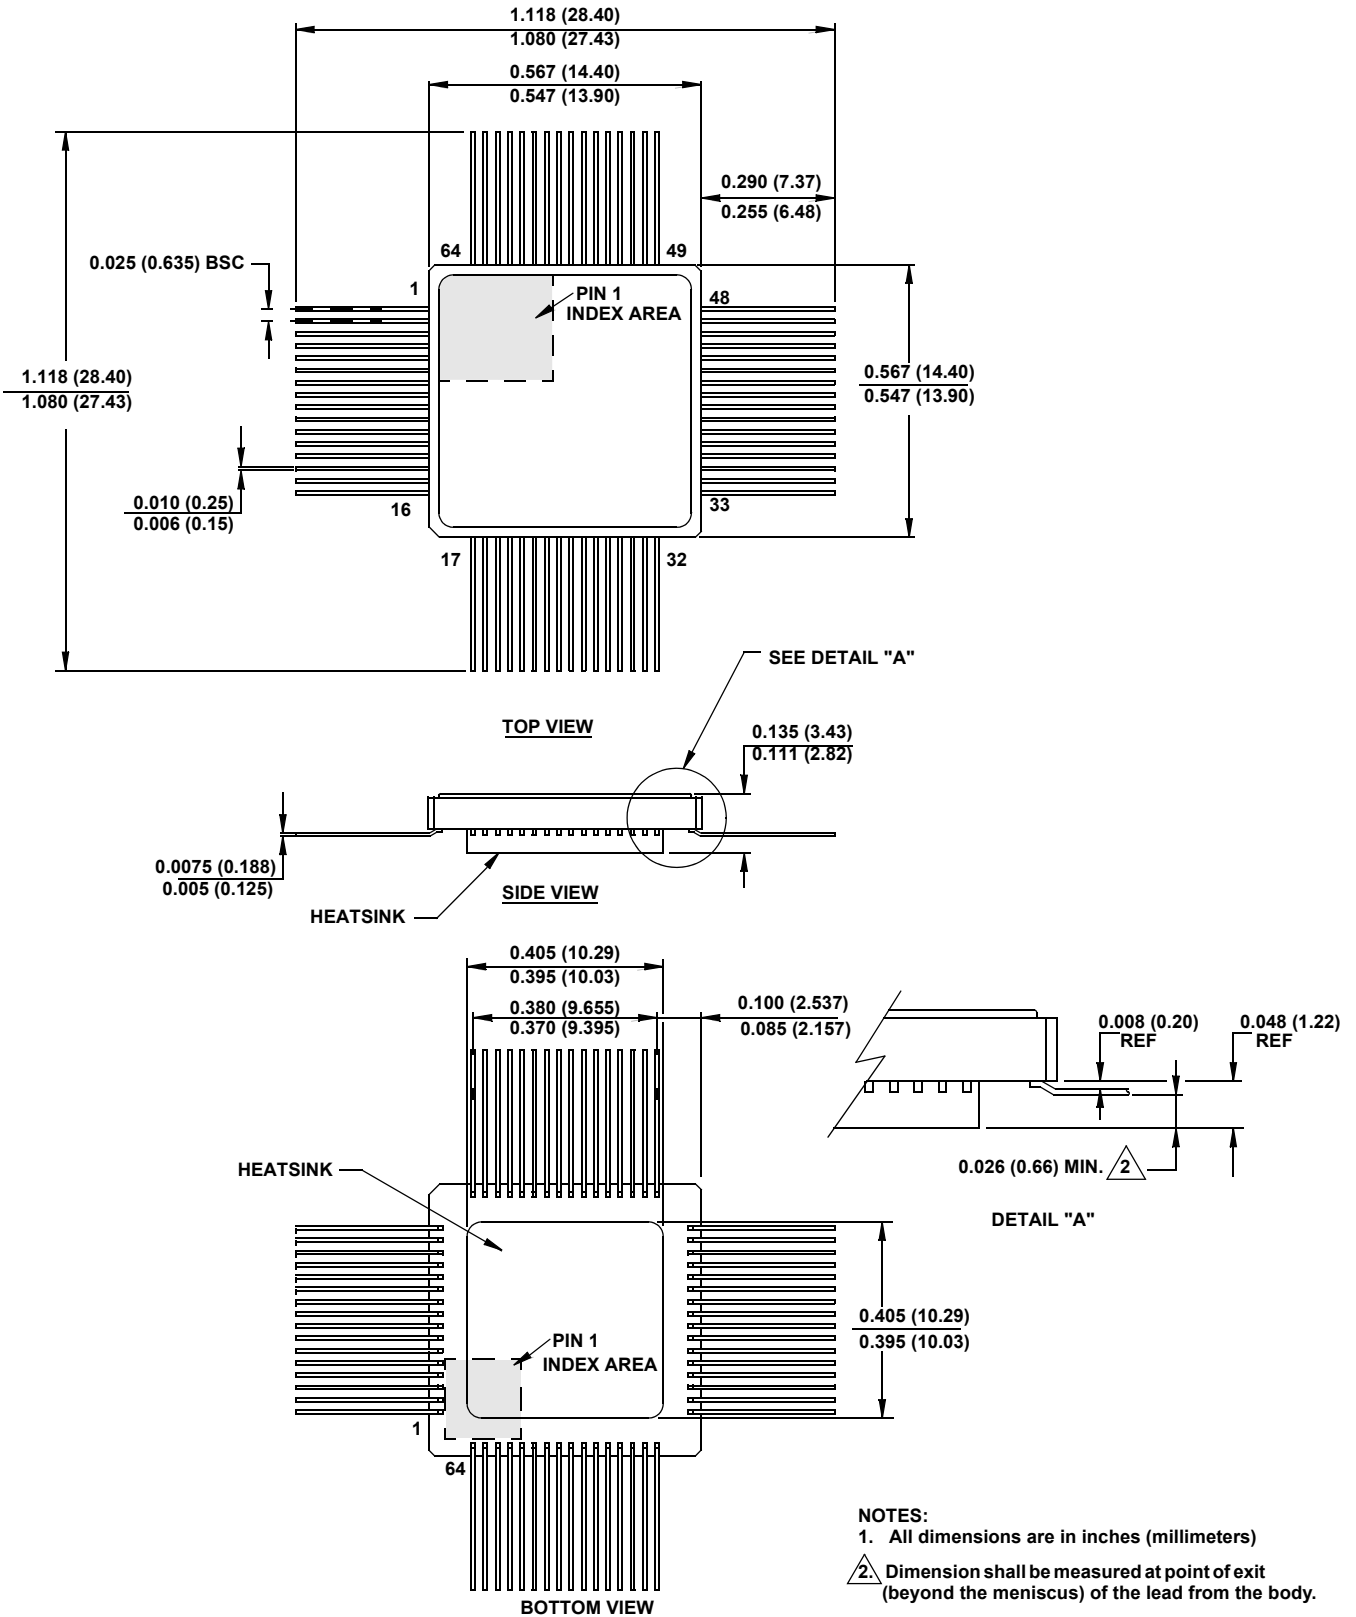 1.118 (28.40)
1.080 (27.43)
0.567 (14.40)
0.547 (13.90)
0.290 (7.37)
0.255 (6.48)
64
49
0.025 (0.635) BSC
1
PIN 1
INDEX AREA
48
1.118 (28.40)
1.080 (27.43)
0.567 (14.40)
0.547 (13.90)
0.010 (0.25)
0.006 (0.15)
16
33
17
32
SEE DETAIL "A"
TOP VIEW
0.135 (3.43)
0.111 (2.82)
0.0075 (0.188)
0.005 (0.125)
SIDE VIEW
HEATSINK
0.405 (10.29)
0.395 (10.03)
0.380 (9.655)
0.370 (9.395)
0.100 (2.537)
0.085 (2.157)
0.008 (0.20)
REF
0.048 (1.22)
REF
0.026 (0.66) MIN. 2
DETAIL "A"
HEATSINK
0.405 (10.29)
0.395 (10.03)
PIN 1
INDEX AREA
1
64
BOTTOM VIEW
NOTES:
1. All dimensions are in inches (millimeters)
2. Dimension shall be measured at point of exit
(beyond the meniscus) of the lead from the body.